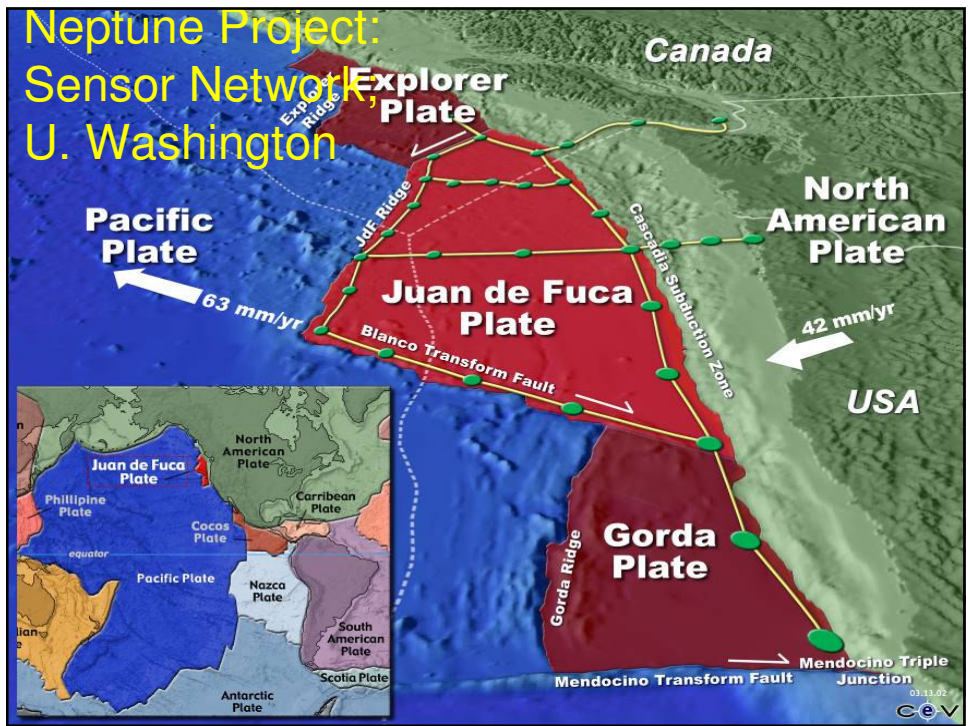 Neptune Project:
Sensor Network;
U. Washington
Canada
Explorer
Plate
Explorer
Ridge
North
American
Plate
Pacific
Plate
JdF Ridge
Cascadia Subduction Zone
63 mm/yr
Juan de Fuca
Plate
42 mm/yr
Blanco Transform Fault
USA
Gorda
Plate
Gorda Ridge
Mendocino Transform Fault
Mendocino Triple
Junction
03.13.02
CeV
North
American
Plate
Juan de Fuca
Plate
Carribean
Plate
Phillipine
Plate
Cocos
Plate
equator
Pacific Plate
Nazca
Plate
South
American
Plate
Scotia Plate
Antarctic
Plate